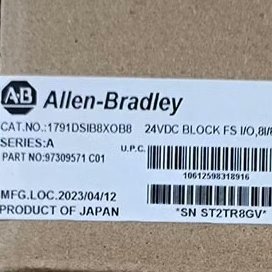 AB Allen-Bradley
CAT.NO.:1791DSIB8XOB8 24VDC BLOCK FS I/O,8I/8
SERIES:A
U.P.C.
PART NO:97309571 C01
10612598318916
MFG.LOC.2023/04/12
PRODUCT OF JAPAN
*SN ST2TR8GV*